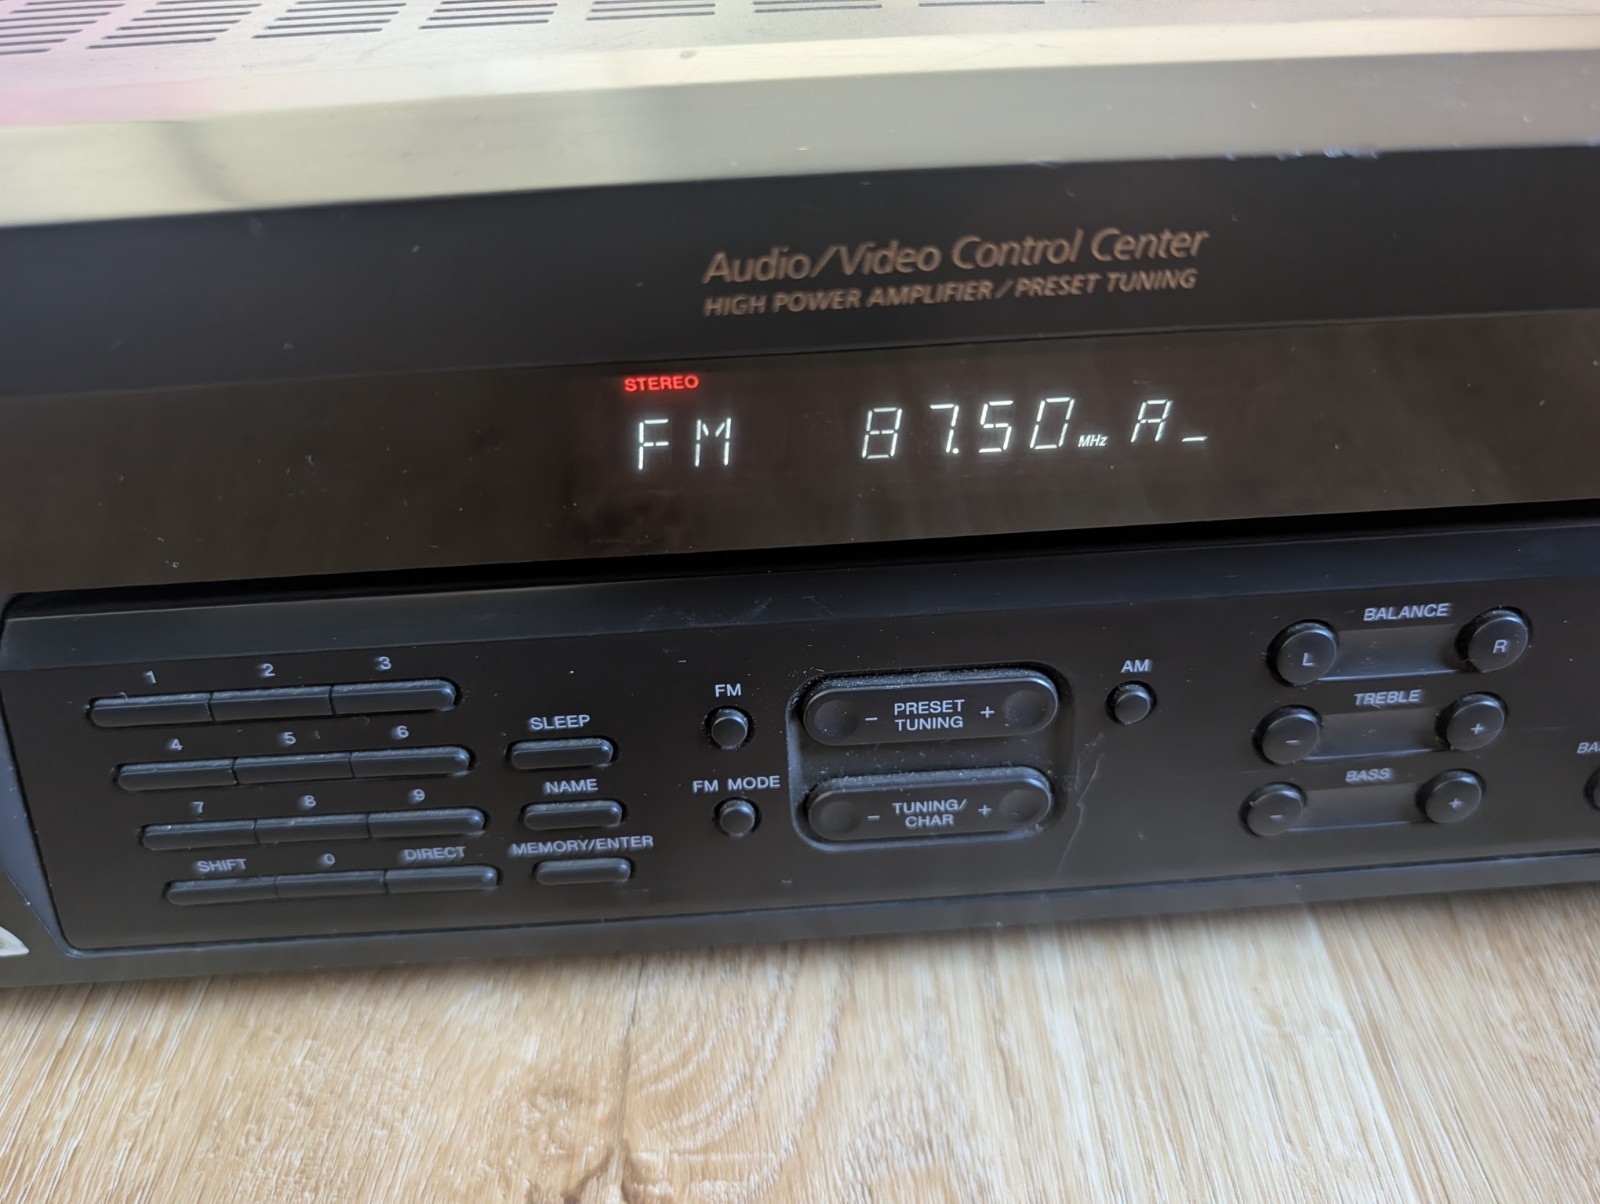 Audio/Video Control Center
HIGH POWER AMPLIFIER/PRESET TUNING
STEREO
FM 87.50 MHz A_
1 2 3
4 5 6
7 8 9
SHIFT 0 DIRECT
SLEEP
NAME
MEMORY/ENTER
FM
FM MODE
- PRESET TUNING +
- TUNING/CHAR +
AM
BALANCE
L R
TREBLE
- +
BASS
- +